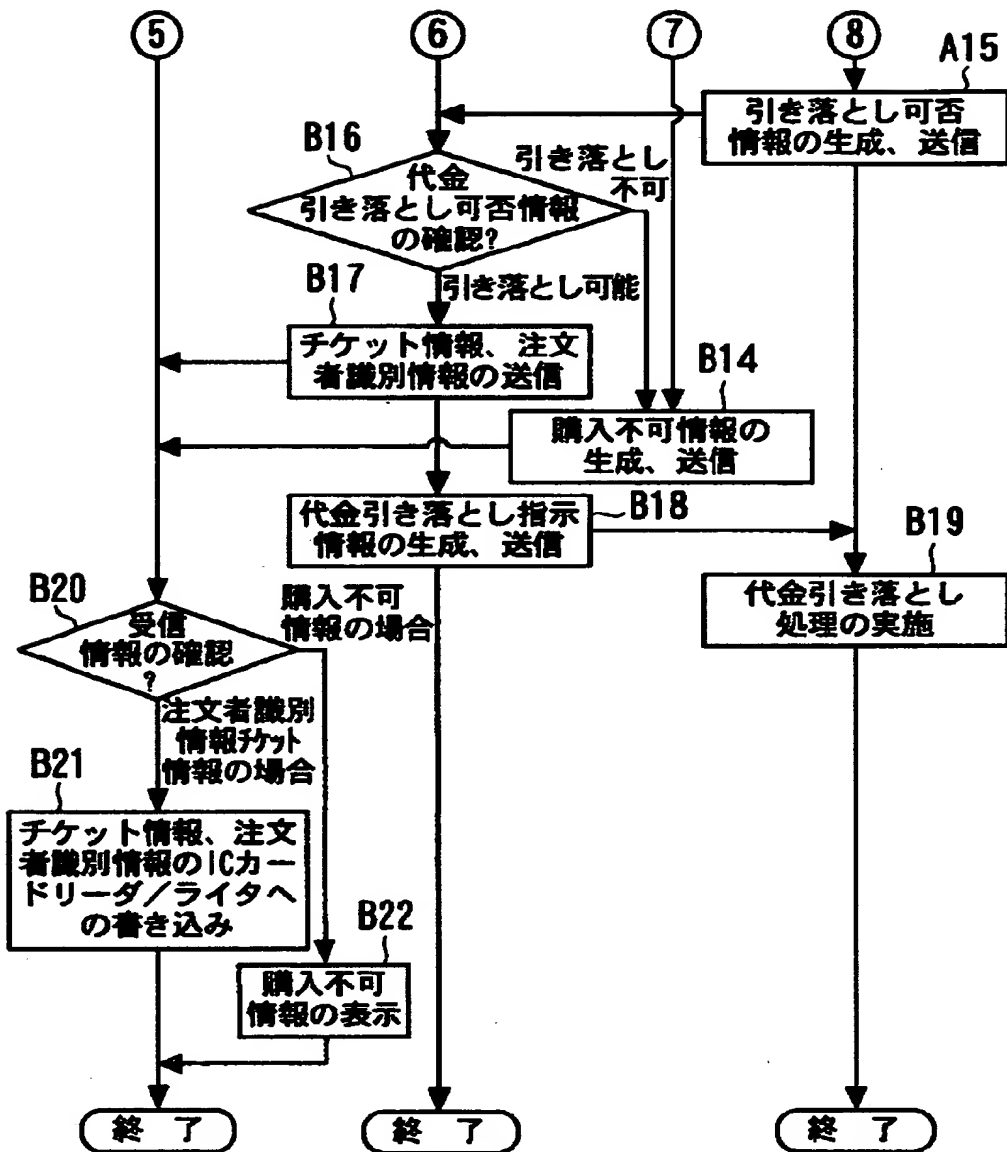 5
6
7
8
A15
引き落とし可否
情報の生成、送信
B16
代金
引き落とし可否情報
の確認?
引き落とし
不可
B17
引き落とし可能
チケット情報、注文
者識別情報の送信
B14
購入不可情報の
生成、送信
代金引き落とし指示
情報の生成、送信
B18
B19
代金引き落とし
処理の実施
B20
受信
情報の確認
?
購入不可
情報の場合
注文者識別
情報チケット
情報の場合
B21
チケット情報、注文
者識別情報のICカー
ドリーダ/ライタへ
の書き込み
B22
購入不可
情報の表示
終 了
終 了
終 了